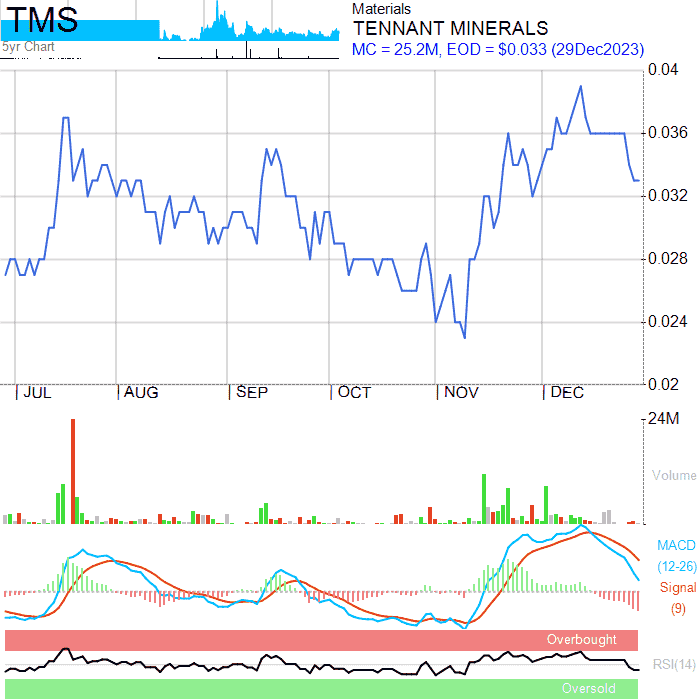 TMS
5yr Chart
Materials
TENNANT MINERALS
MC = 25.2M, EOD = $0.033 (29Dec2023)
0.04
0.036
0.032
0.028
0.024
0.02
JUL AUG SEP OCT NOV DEC
24M
Volume
MACD
(12-26)
Signal
(9)
Overbought
RSI(14)
Oversold